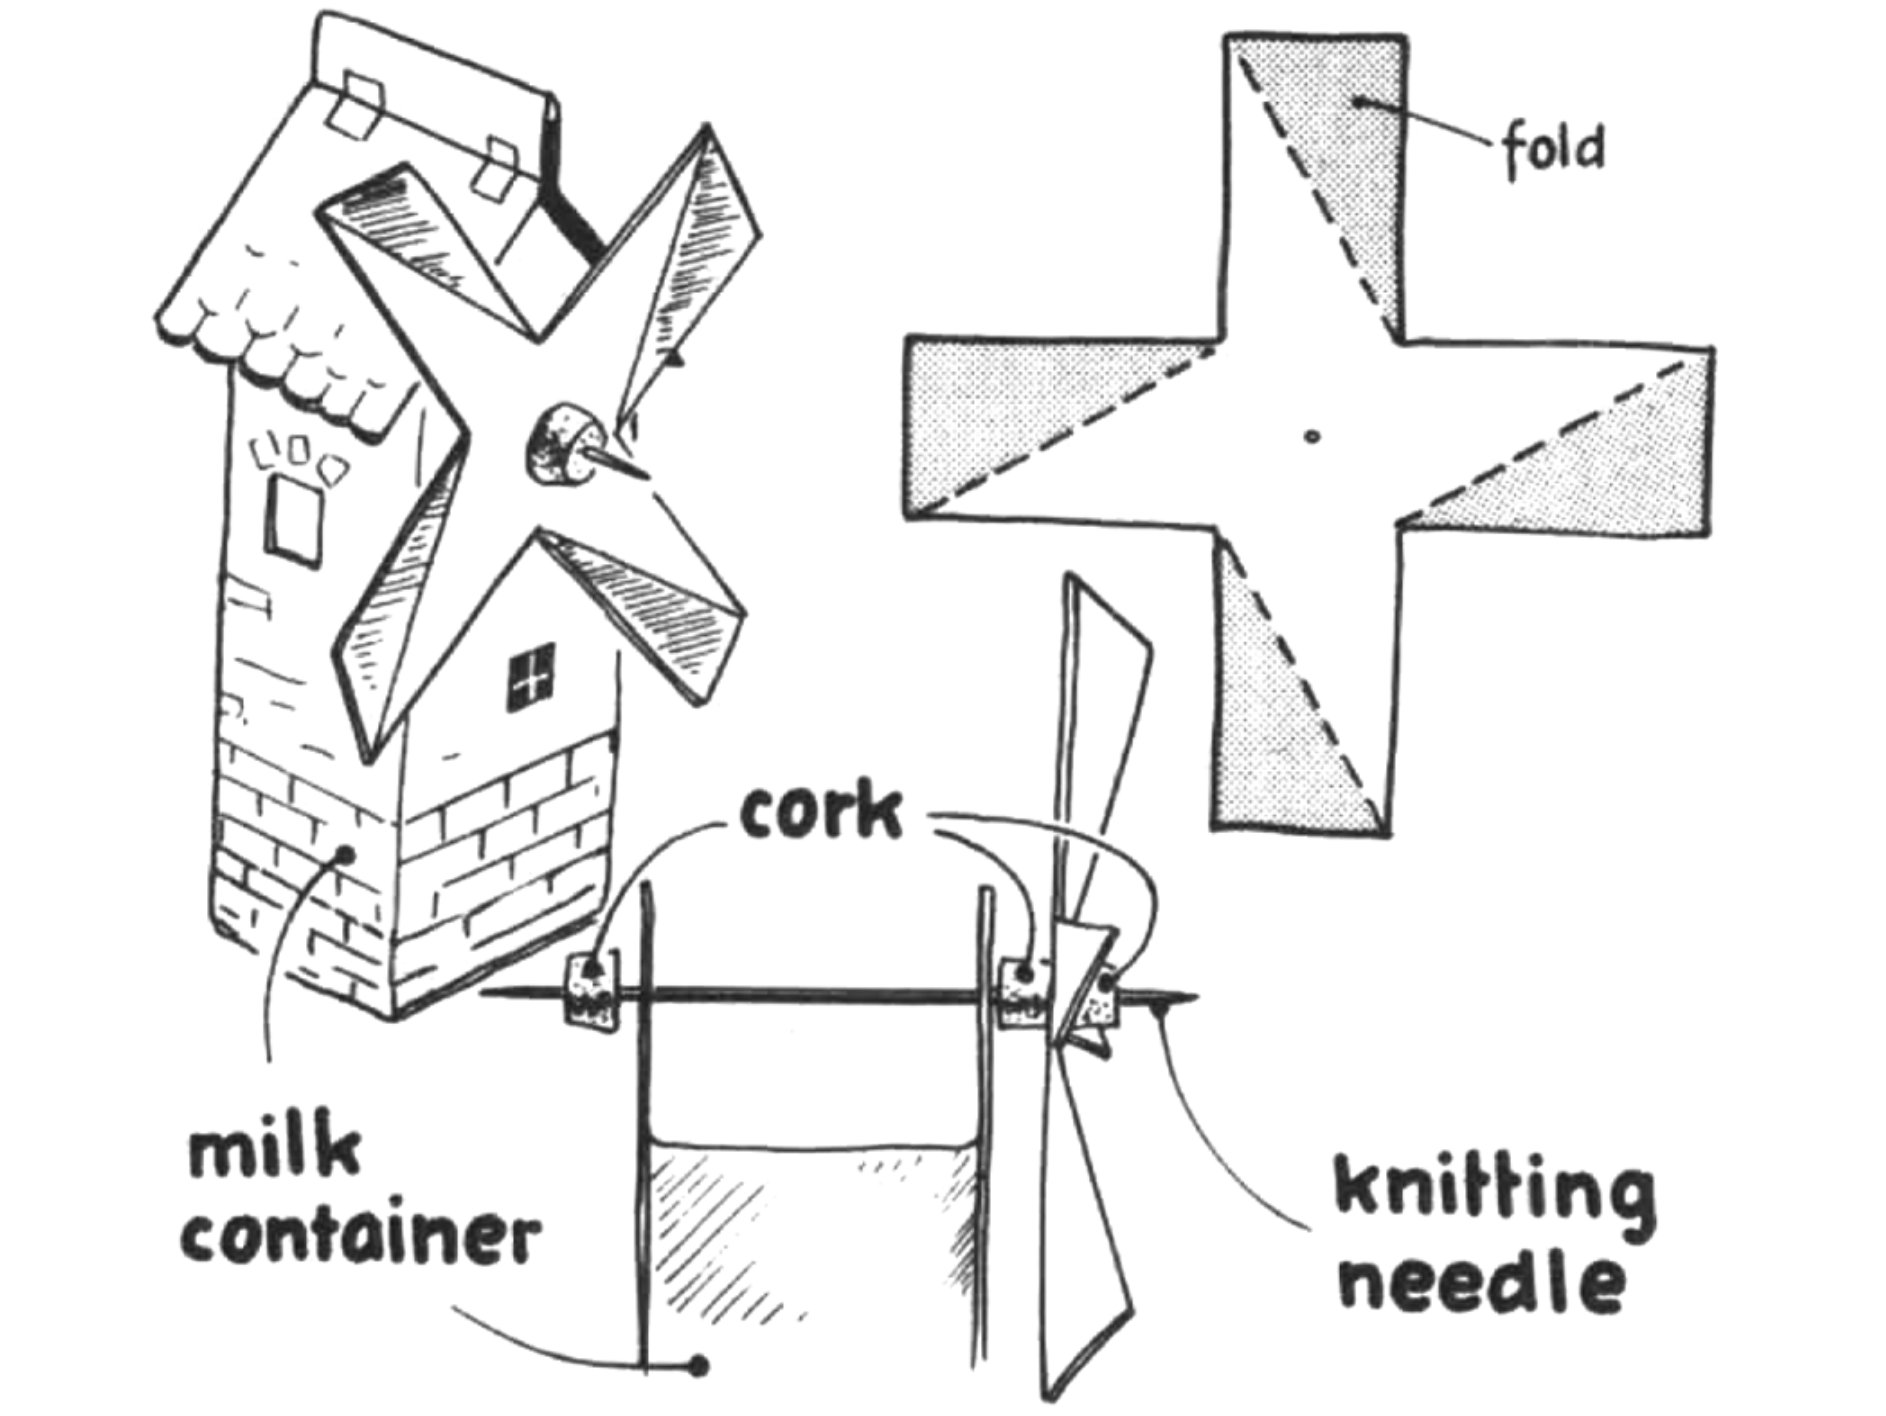 fold
cork
milk
container
knitting
needle